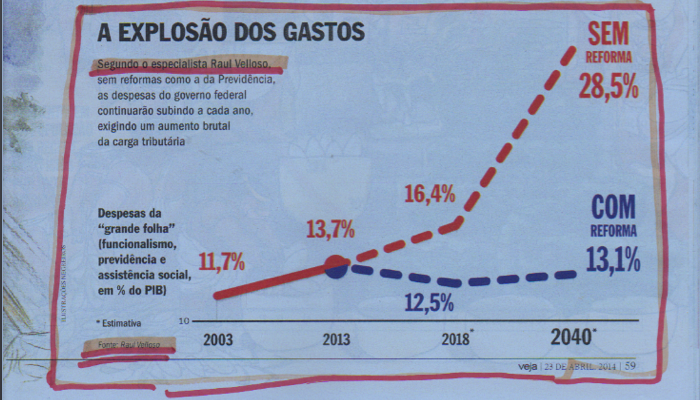 A EXPLOSÃO DOS GASTOS
Segundo o especialista Raul Velloso,
sem reformas como a da Previdência,
as despesas do governo federal
continuarão subindo a cada ano,
exigindo um aumento brutal
da carga tributária
SEM
REFORMA
28,5%
16,4%
13,7%
11,7%
Despesas da
“grande folha”
(funcionalismo,
previdência e
assistência social,
em % do PIB)
COM
REFORMA
13,1%
12,5%
* Estimativa
10
2003
2013
2018*
2040*
Fonte: Raul Velloso
veja | 23 DE ABRIL, 2014 | 59